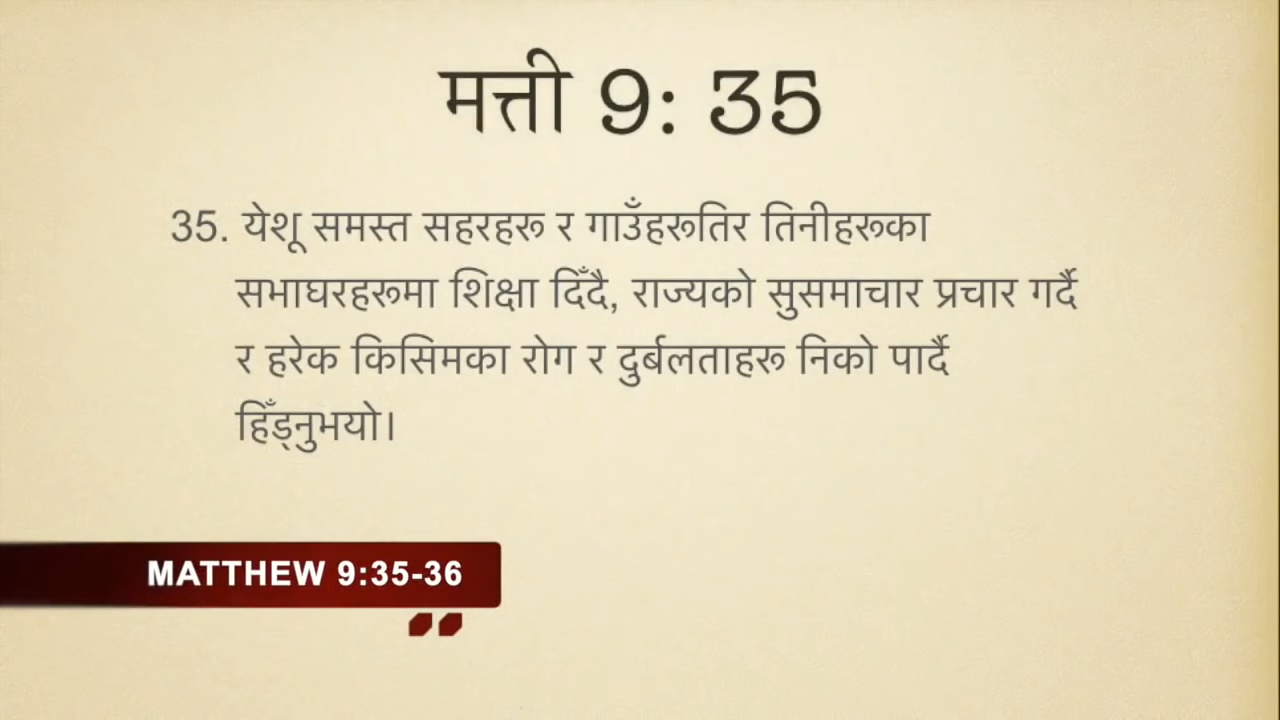 मत्ती 9: 35
35. येशू समस्त सहरहरू र गाउँहरूतिर तिनीहरूका
सभाघरहरूमा शिक्षा दिँदै, राज्यको सुसमाचार प्रचार गर्दै
र हरेक किसिमका रोग र दुर्बलताहरू निको पार्दै
हिँड्नुभयो।
MATTHEW 9:35-36